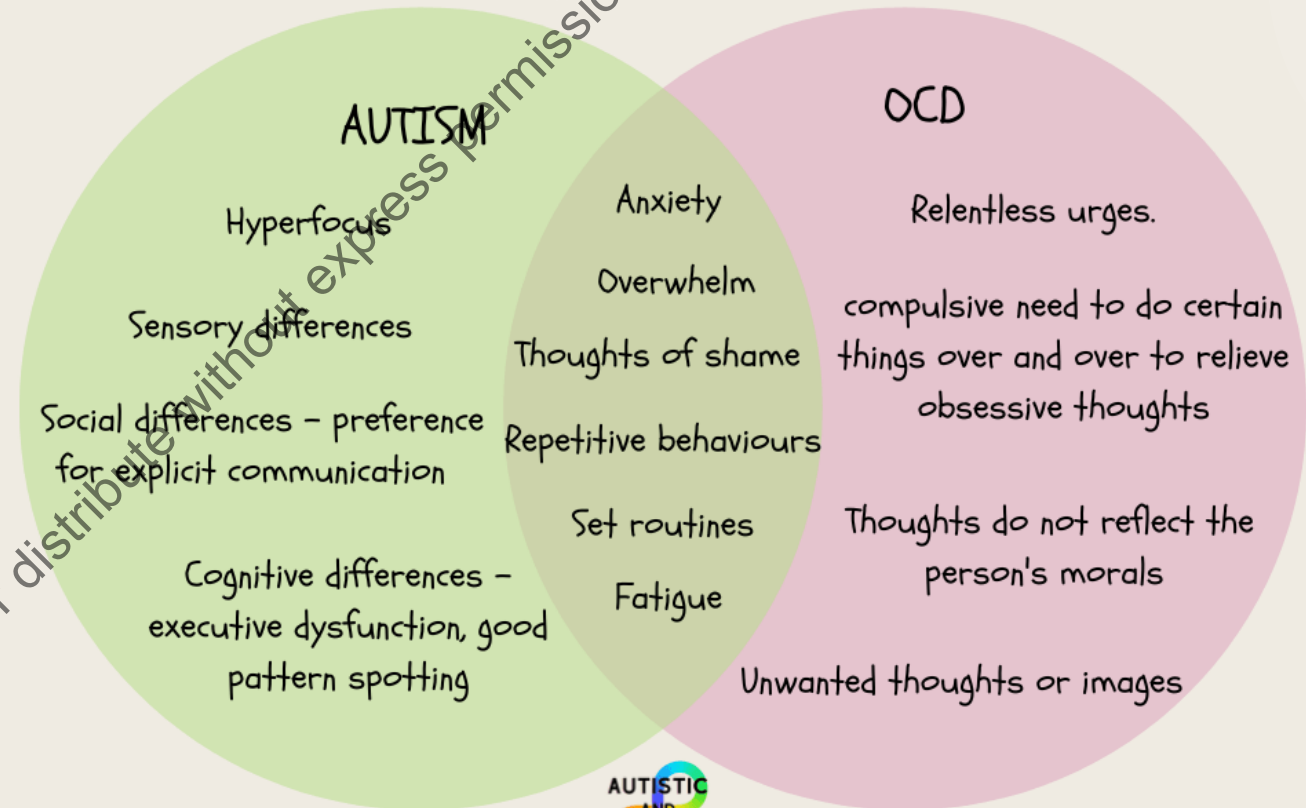 AUTISM
Hyperfocus
Sensory differences
Social differences – preference
for explicit communication
Cognitive differences –
executive dysfunction, good
pattern spotting
Anxiety
Overwhelm
Thoughts of shame
Repetitive behaviours
Set routines
Fatigue
OCD
Relentless urges.
compulsive need to do certain
things over and over to relieve
obsessive thoughts
Thoughts do not reflect the
person's morals
Unwanted thoughts or images
distribute without express permissio
AUTISTIC
AND